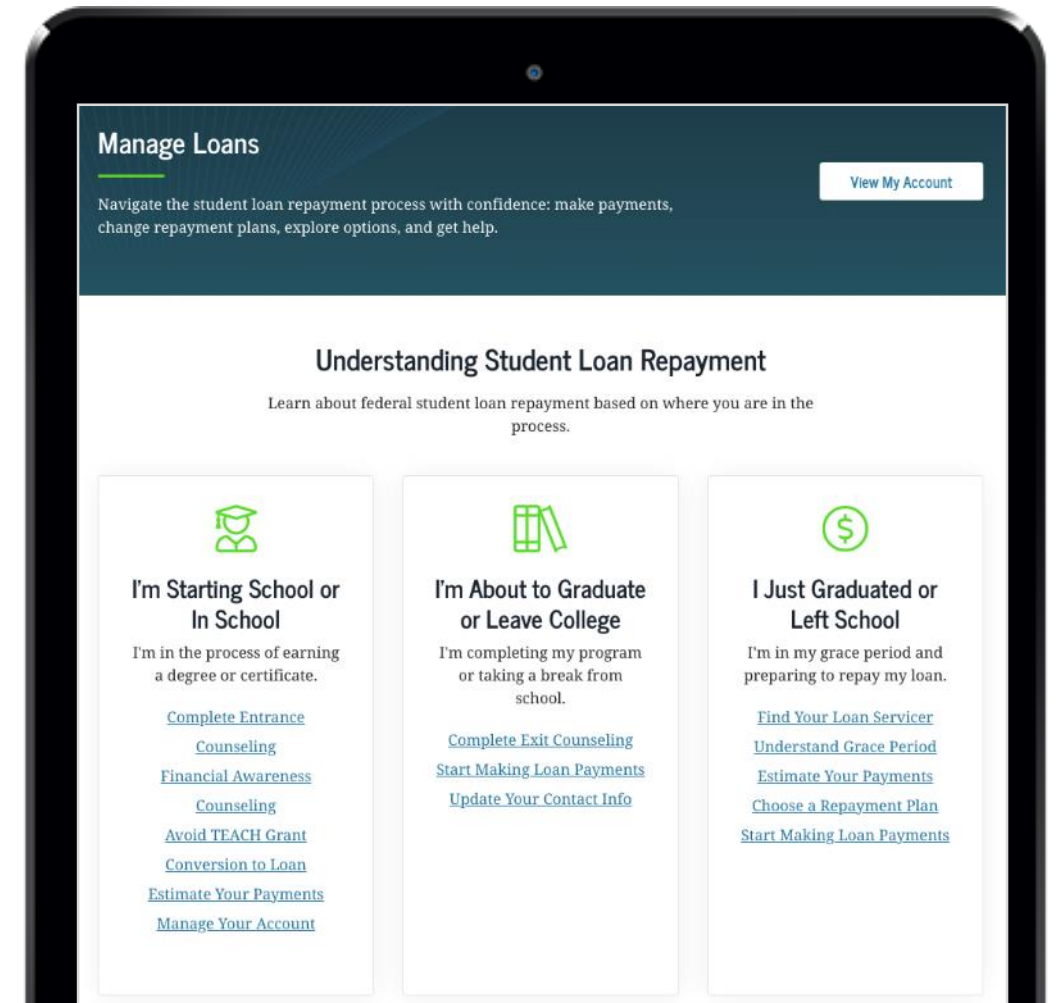 Manage Loans
View My Account
Navigate the student loan repayment process with confidence: make payments,
change repayment plans, explore options, and get help.
Understanding Student Loan Repayment
Learn about federal student loan repayment based on where you are in the
process.
I'm Starting School or
In School
I'm in the process of earning
a degree or certificate.
Complete Entrance
Counseling
Financial Awareness
Counseling
Avoid TEACH Grant
Conversion to Loan
Estimate Your Payments
Manage Your Account
I'm About to Graduate
or Leave College
I'm completing my program
or taking a break from
school.
Complete Exit Counseling
Start Making Loan Payments
Update Your Contact Info
$
I Just Graduated or
Left School
I'm in my grace period and
preparing to repay my loan.
Find Your Loan Servicer
Understand Grace Period
Estimate Your Payments
Choose a Repayment Plan
Start Making Loan Payments